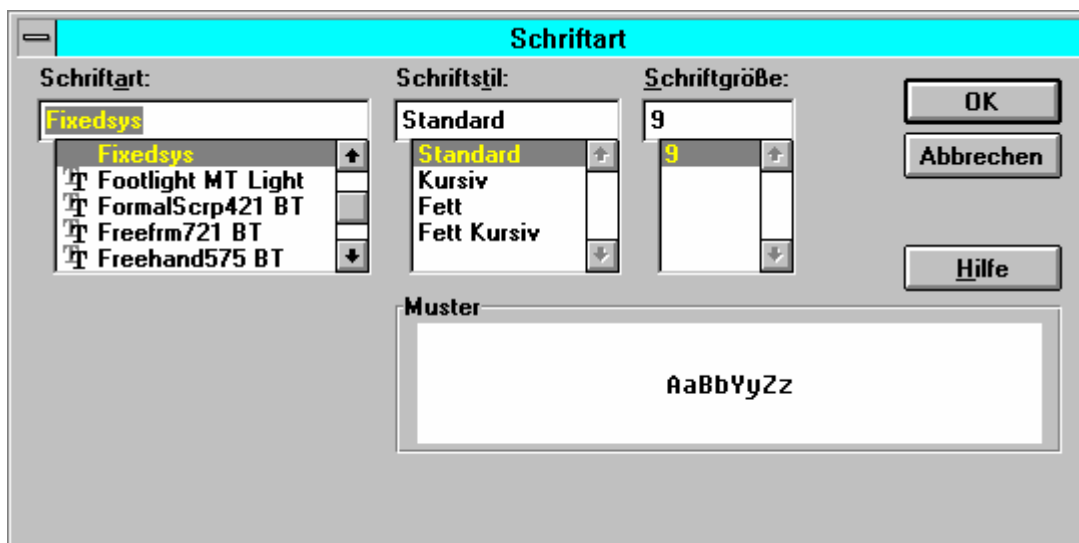 Schriftart
Schriftart:
Fixedsys
Fixedsys
Footlight MT Light
FormalScrp421 BT
Freefrm721 BT
Freehand575 BT
Schriftstil:
Standard
Standard
Kursiv
Fett
Fett Kursiv
Schriftgröße:
9
9
OK
Abbrechen
Hilfe
Muster
AaBbYyZz